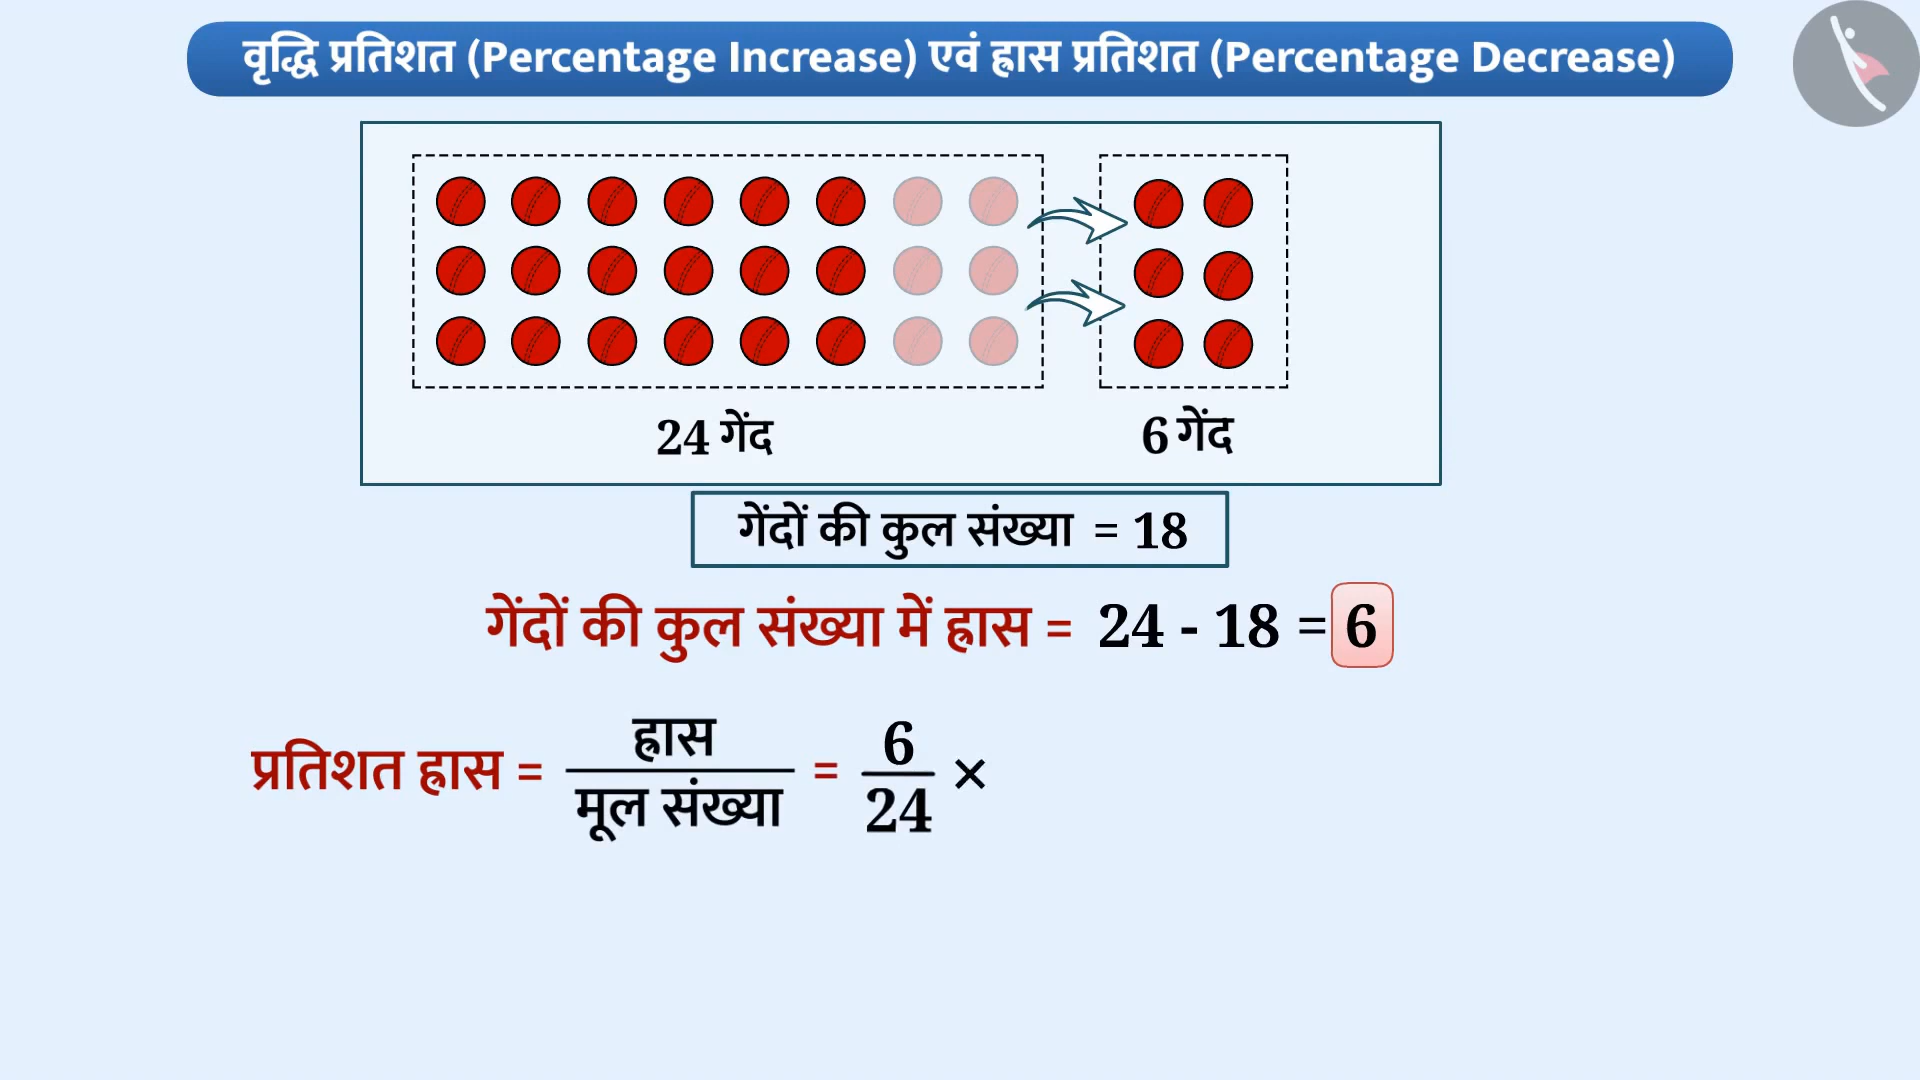 वृद्धि प्रतिशत (Percentage Increase) एवं ह्रास प्रतिशत (Percentage Decrease)
24 गेंद
6 गेंद
गेंदों की कुल संख्या = 18
गेंदों की कुल संख्या में ह्रास = 24 - 18 = 6
प्रतिशत ह्रास = ह्रास / मूल संख्या = 6 / 24 ×